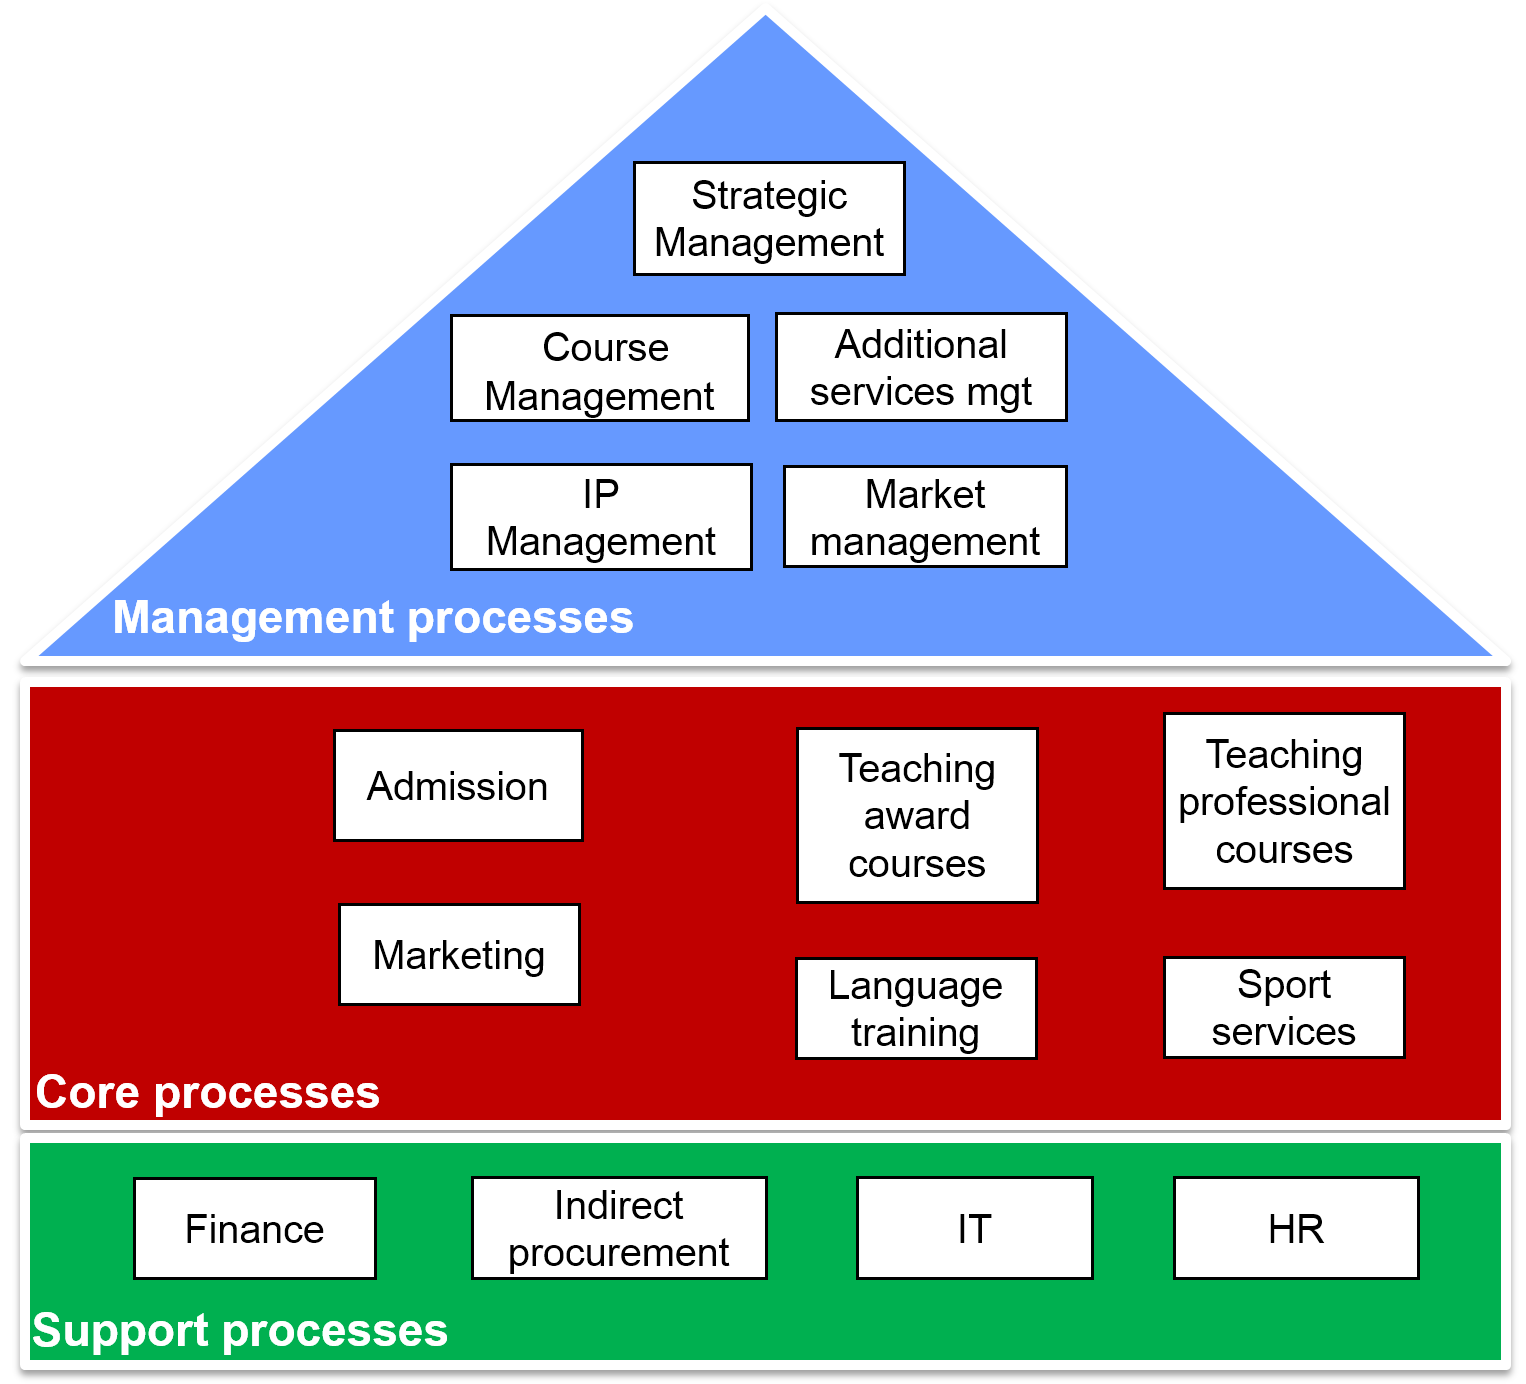 Strategic
Management
Course
Management
Additional
services mgt
IP
Management
Market
management
Management processes
Admission
Teaching
award
courses
Teaching
professional
courses
Marketing
Language
training
Sport
services
Core processes
Finance
Indirect
procurement
IT
HR
Support processes